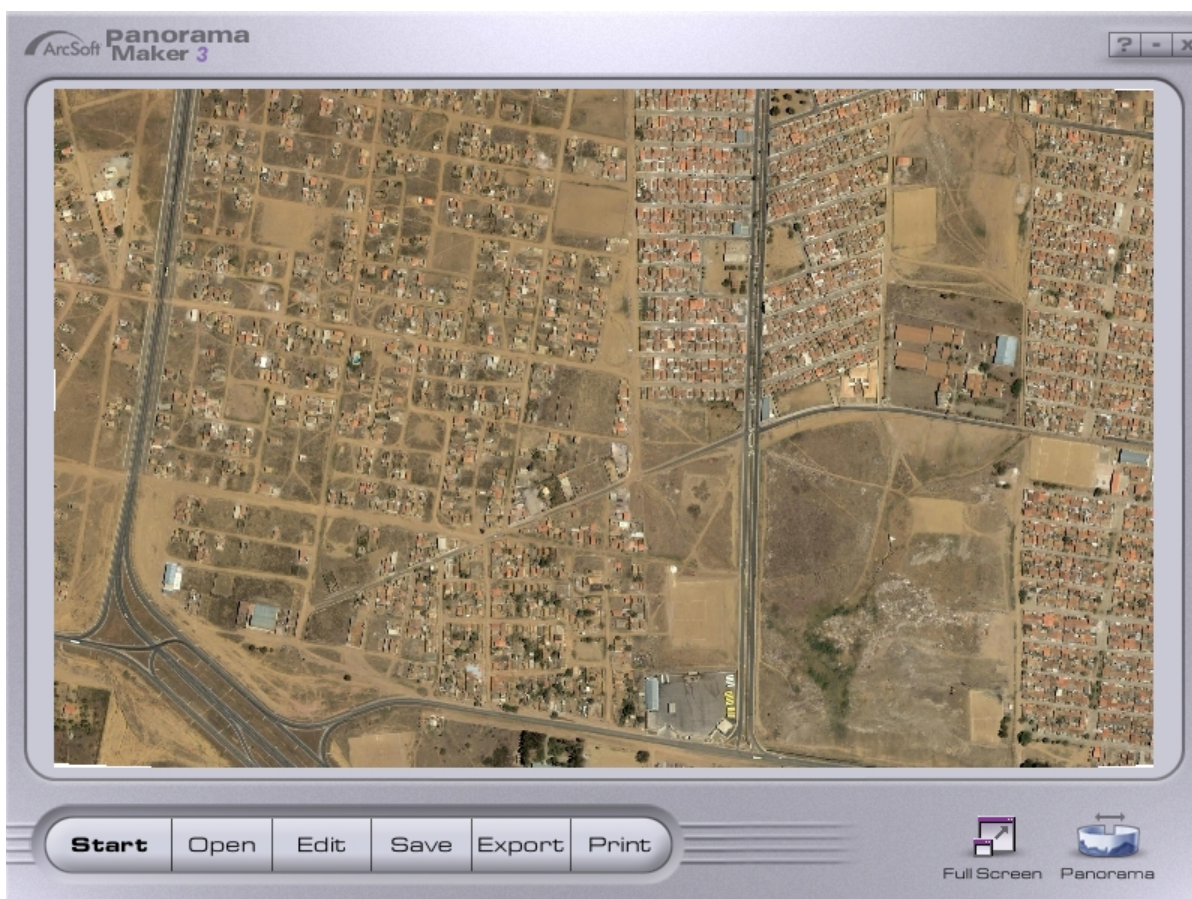 ArcSoft panorama
Maker 3
? - x
Start Open Edit Save Export Print
Full Screen Panorama